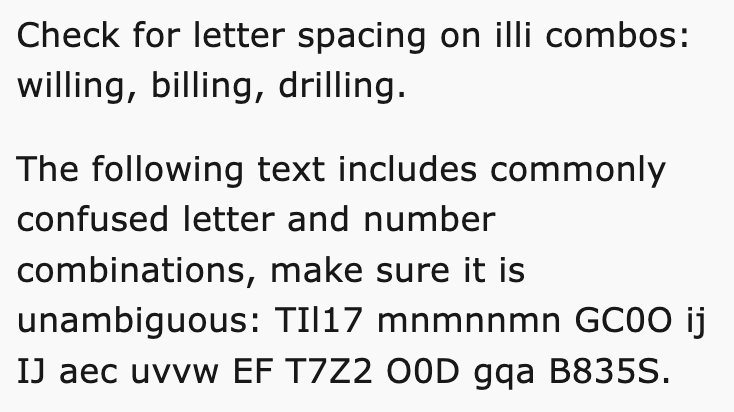 Check for letter spacing on illi combos:
willing, billing, drilling.
The following text includes commonly
confused letter and number
combinations, make sure it is
unambiguous: TIl17 mnmnnmn GC0O ij
IJ aec uvvw EF T7Z2 O0D gqa B835S.